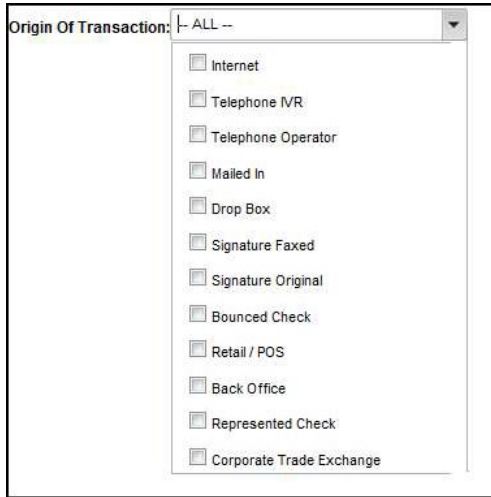 Origin Of Transaction: -- ALL --
Internet
Telephone IVR
Telephone Operator
Mailed In
Drop Box
Signature Faxed
Signature Original
Bounced Check
Retail / POS
Back Office
Represented Check
Corporate Trade Exchange